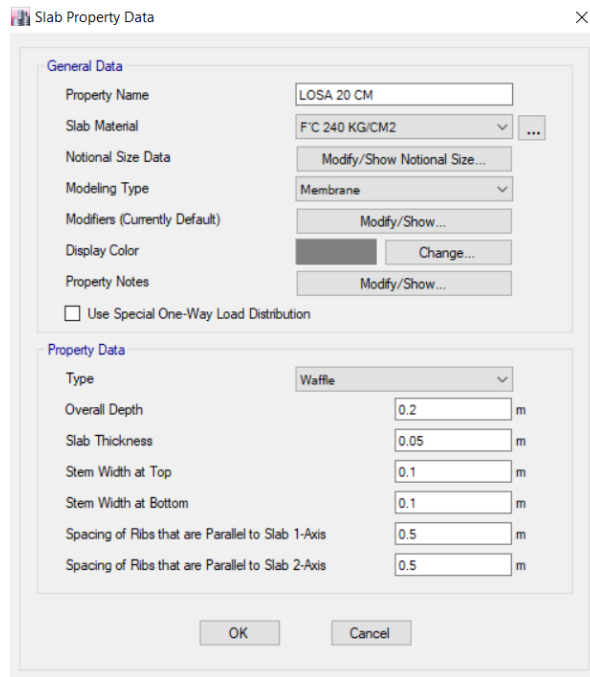 Slab Property Data
General Data
Property Name LOSA 20 CM
Slab Material F´C 240 KG/CM2 ...
Notional Size Data Modify/Show Notional Size...
Modeling Type Membrane
Modifiers (Currently Default) Modify/Show...
Display Color Change...
Property Notes Modify/Show...
Use Special One-Way Load Distribution
Property Data
Type Waffle
Overall Depth 0.2 m
Slab Thickness 0.05 m
Stem Width at Top 0.1 m
Stem Width at Bottom 0.1 m
Spacing of Ribs that are Parallel to Slab 1-Axis 0.5 m
Spacing of Ribs that are Parallel to Slab 2-Axis 0.5 m
OK Cancel